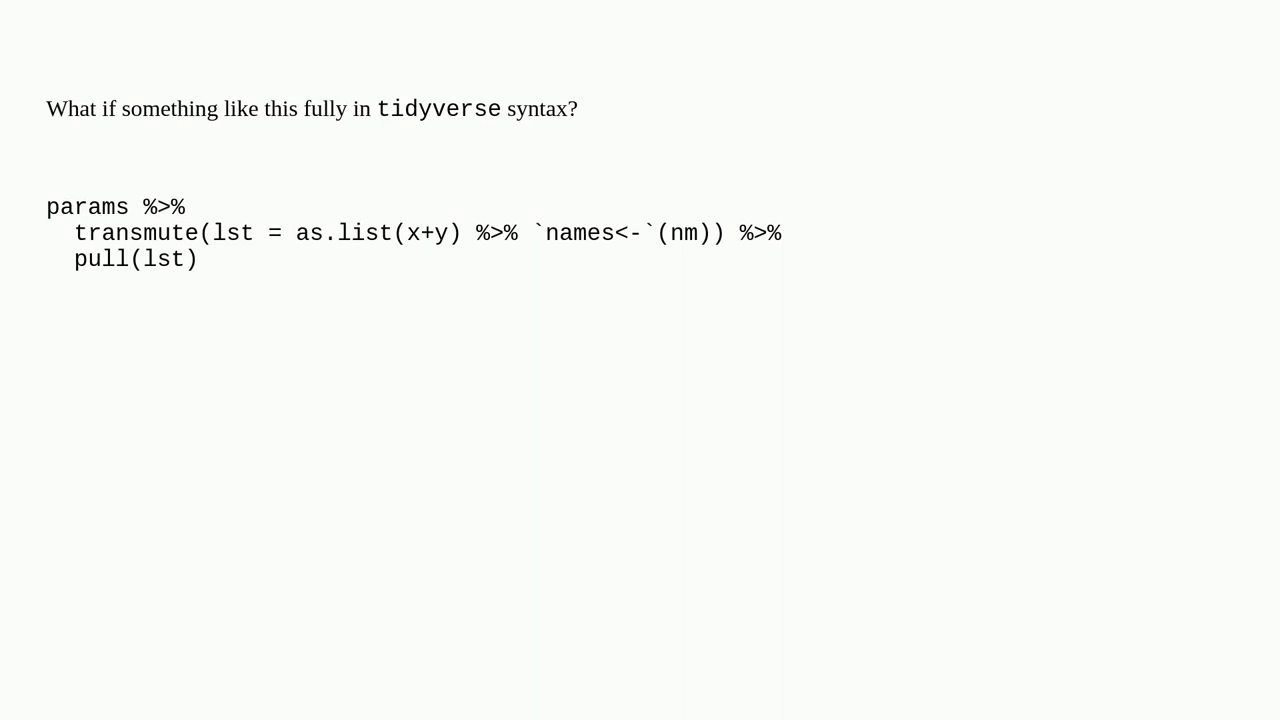 What if something like this fully in tidyverse syntax?
params %>%
  transmute(lst = as.list(x+y) %>% `names<-`(nm)) %>%
  pull(lst)